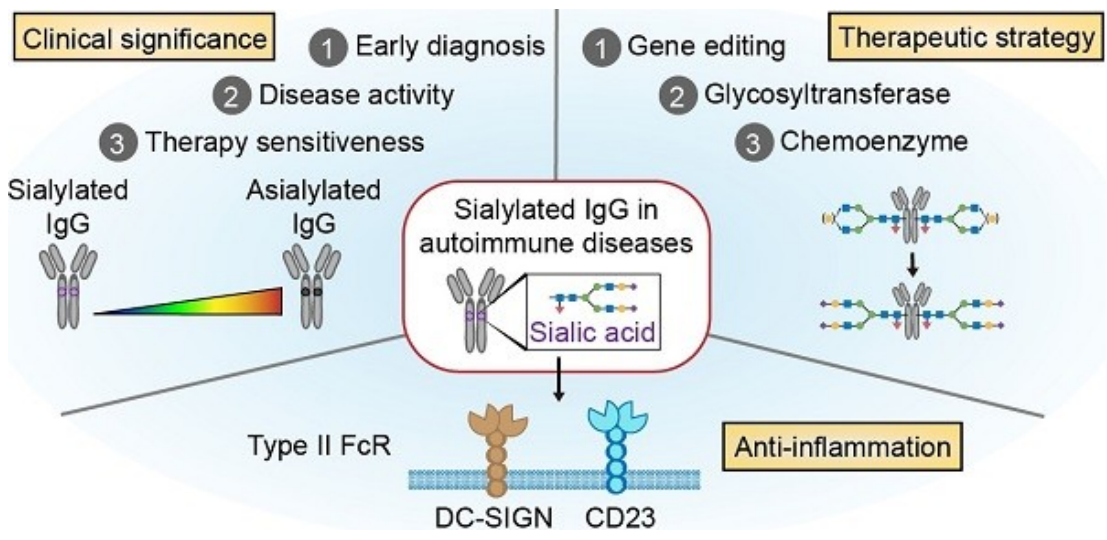 Clinical significance
1 Early diagnosis
2 Disease activity
3 Therapy sensitiveness
Sialylated
IgG
Asialylated
IgG
1 Gene editing
2 Glycosyltransferase
3 Chemoenzyme
Therapeutic strategy
Sialylated IgG in
autoimmune diseases
Sialic acid
Type II FcR
DC-SIGN
CD23
Anti-inflammation